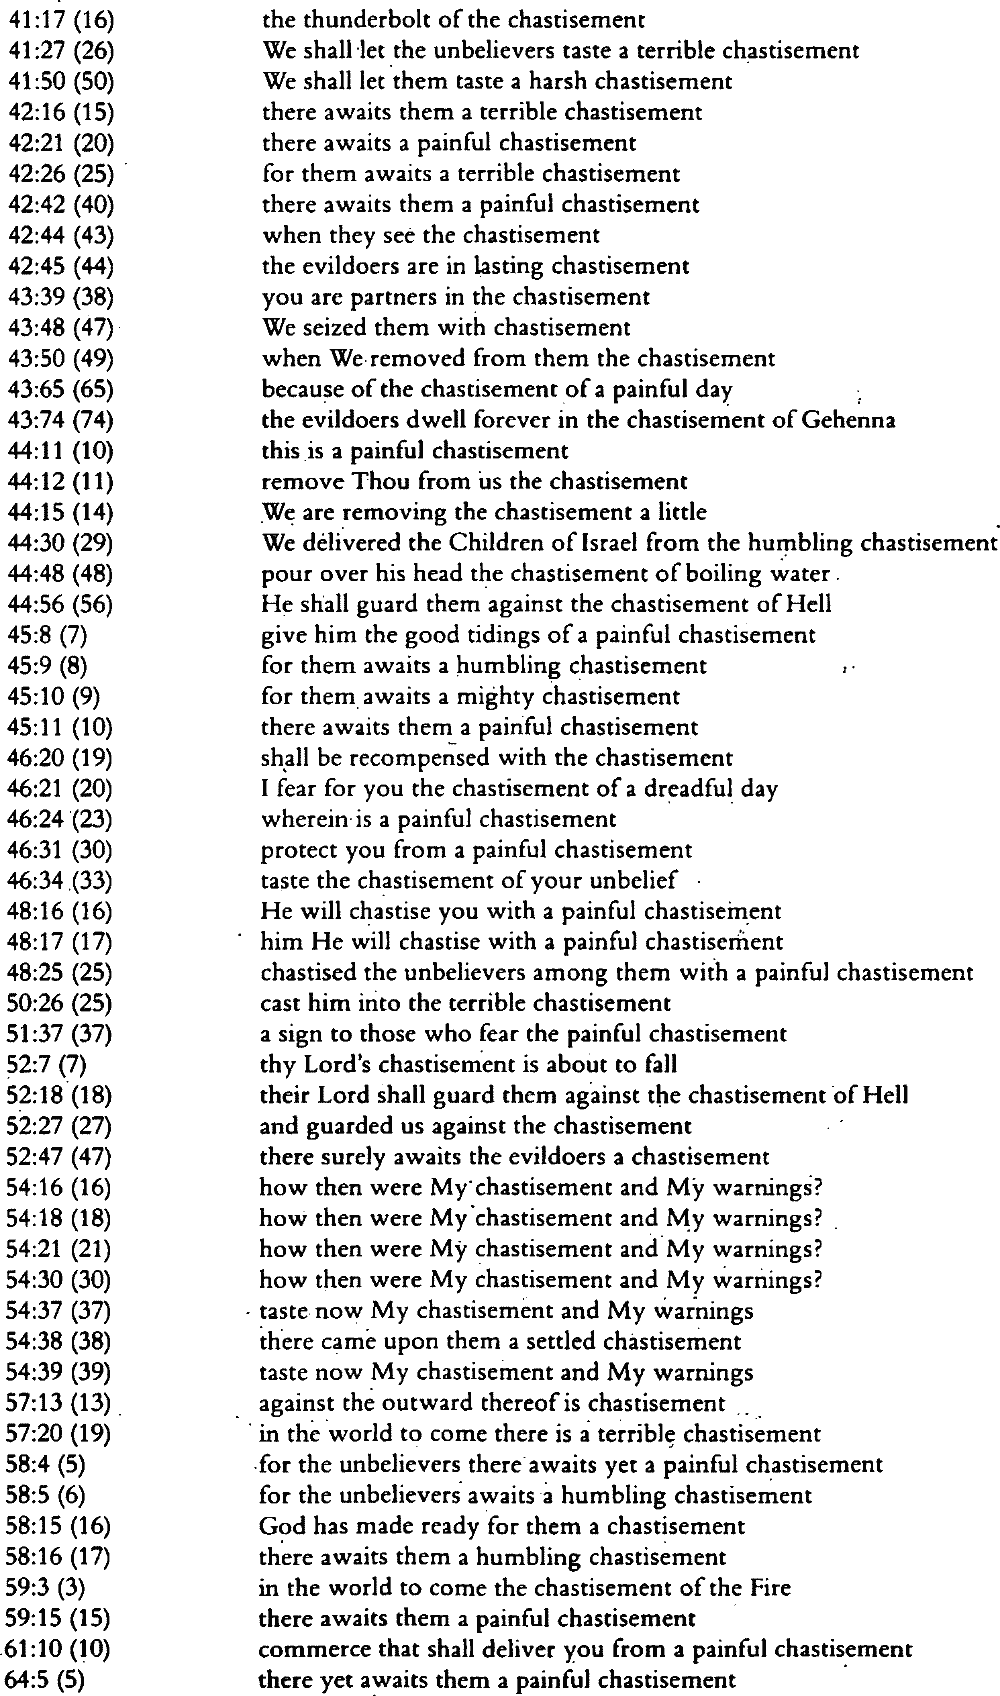 41:17 (16) the thunderbolt of the chastisement
41:27 (26) We shall let the unbelievers taste a terrible chastisement
41:50 (50) We shall let them taste a harsh chastisement
42:16 (15) there awaits them a terrible chastisement
42:21 (20) there awaits a painful chastisement
42:26 (25) for them awaits a terrible chastisement
42:42 (40) there awaits them a painful chastisement
42:44 (43) when they see the chastisement
42:45 (44) the evildoers are in lasting chastisement
43:39 (38) you are partners in the chastisement
43:48 (47) We seized them with chastisement
43:50 (49) when We removed from them the chastisement
43:65 (65) because of the chastisement of a painful day
43:74 (74) the evildoers dwell forever in the chastisement of Gehenna
44:11 (10) this is a painful chastisement
44:12 (11) remove Thou from us the chastisement
44:15 (14) We are removing the chastisement a little
44:30 (29) We delivered the Children of Israel from the humbling chastisement
44:48 (48) pour over his head the chastisement of boiling water
44:56 (56) He shall guard them against the chastisement of Hell
45:8 (7) give him the good tidings of a painful chastisement
45:9 (8) for them awaits a humbling chastisement
45:10 (9) for them awaits a mighty chastisement
45:11 (10) there awaits them a painful chastisement
46:20 (19) shall be recompensed with the chastisement
46:21 (20) I fear for you the chastisement of a dreadful day
46:24 (23) wherein is a painful chastisement
46:31 (30) protect you from a painful chastisement
46:34 (33) taste the chastisement of your unbelief
48:16 (16) He will chastise you with a painful chastisement
48:17 (17) him He will chastise with a painful chastisement
48:25 (25) chastised the unbelievers among them with a painful chastisement
50:26 (25) cast him into the terrible chastisement
51:37 (37) a sign to those who fear the painful chastisement
52:7 (7) thy Lord's chastisement is about to fall
52:18 (18) their Lord shall guard them against the chastisement of Hell
52:27 (27) and guarded us against the chastisement
52:47 (47) there surely awaits the evildoers a chastisement
54:16 (16) how then were My chastisement and My warnings?
54:18 (18) how then were My chastisement and My warnings?
54:21 (21) how then were My chastisement and My warnings?
54:30 (30) how then were My chastisement and My warnings?
54:37 (37) taste now My chastisement and My warnings
54:38 (38) there came upon them a settled chastisement
54:39 (39) taste now My chastisement and My warnings
57:13 (13) against the outward thereof is chastisement
57:20 (19) in the world to come there is a terrible chastisement
58:4 (5) for the unbelievers there awaits yet a painful chastisement
58:5 (6) for the unbelievers awaits a humbling chastisement
58:15 (16) God has made ready for them a chastisement
58:16 (17) there awaits them a humbling chastisement
59:3 (3) in the world to come the chastisement of the Fire
59:15 (15) there awaits them a painful chastisement
61:10 (10) commerce that shall deliver you from a painful chastisement
64:5 (5) there yet awaits them a painful chastisement